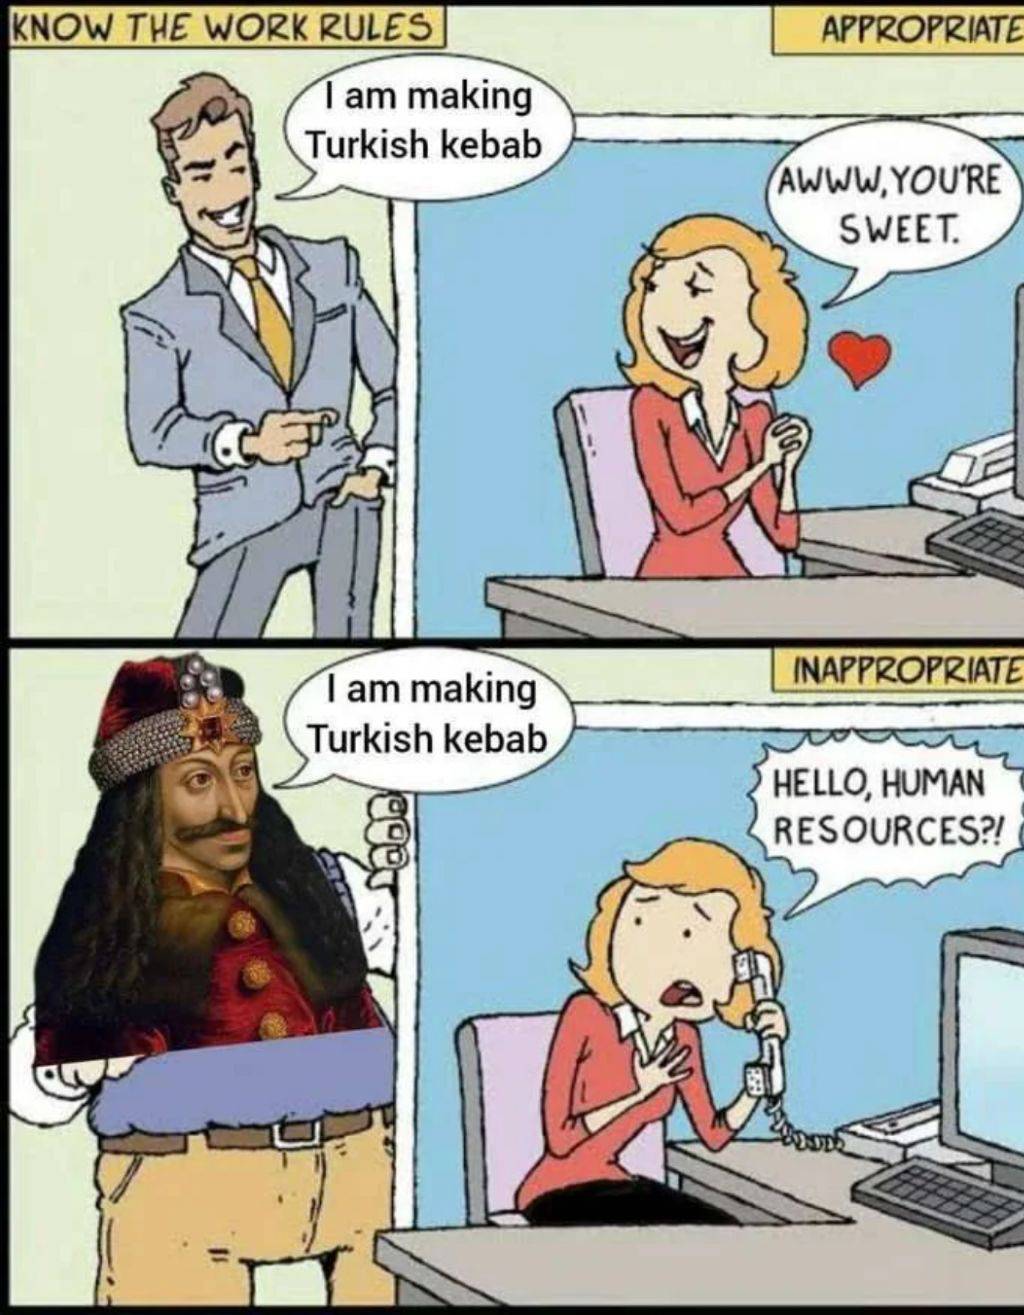 KNOW THE WORK RULES
APPROPRIATE
I am making
Turkish kebab
AWWW, YOU'RE
SWEET.
INAPPROPRIATE
I am making
Turkish kebab
HELLO, HUMAN
RESOURCES?!